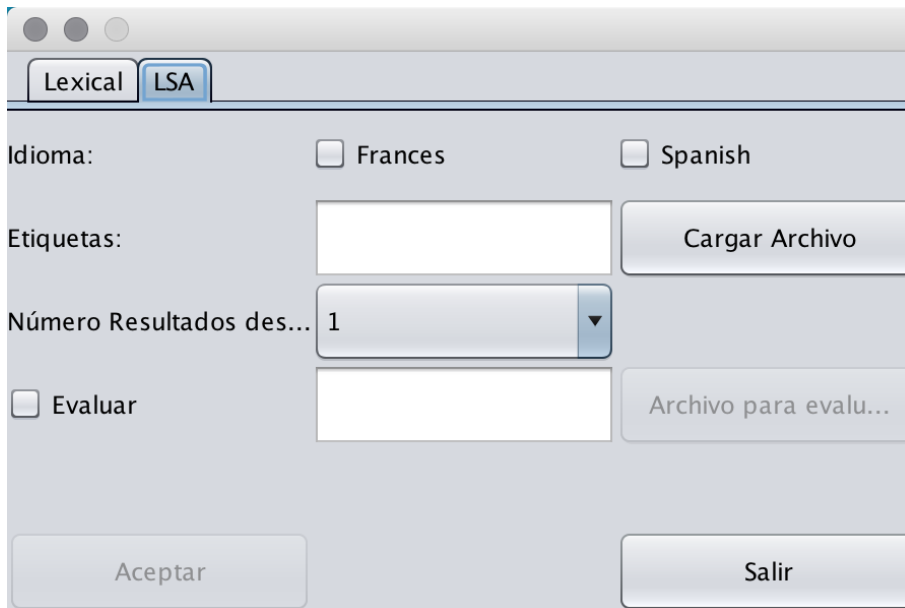 Lexical LSA
Idioma: Frances Spanish
Etiquetas: Cargar Archivo
Número Resultados des... 1
Evaluar Archivo para evalu...
Aceptar Salir